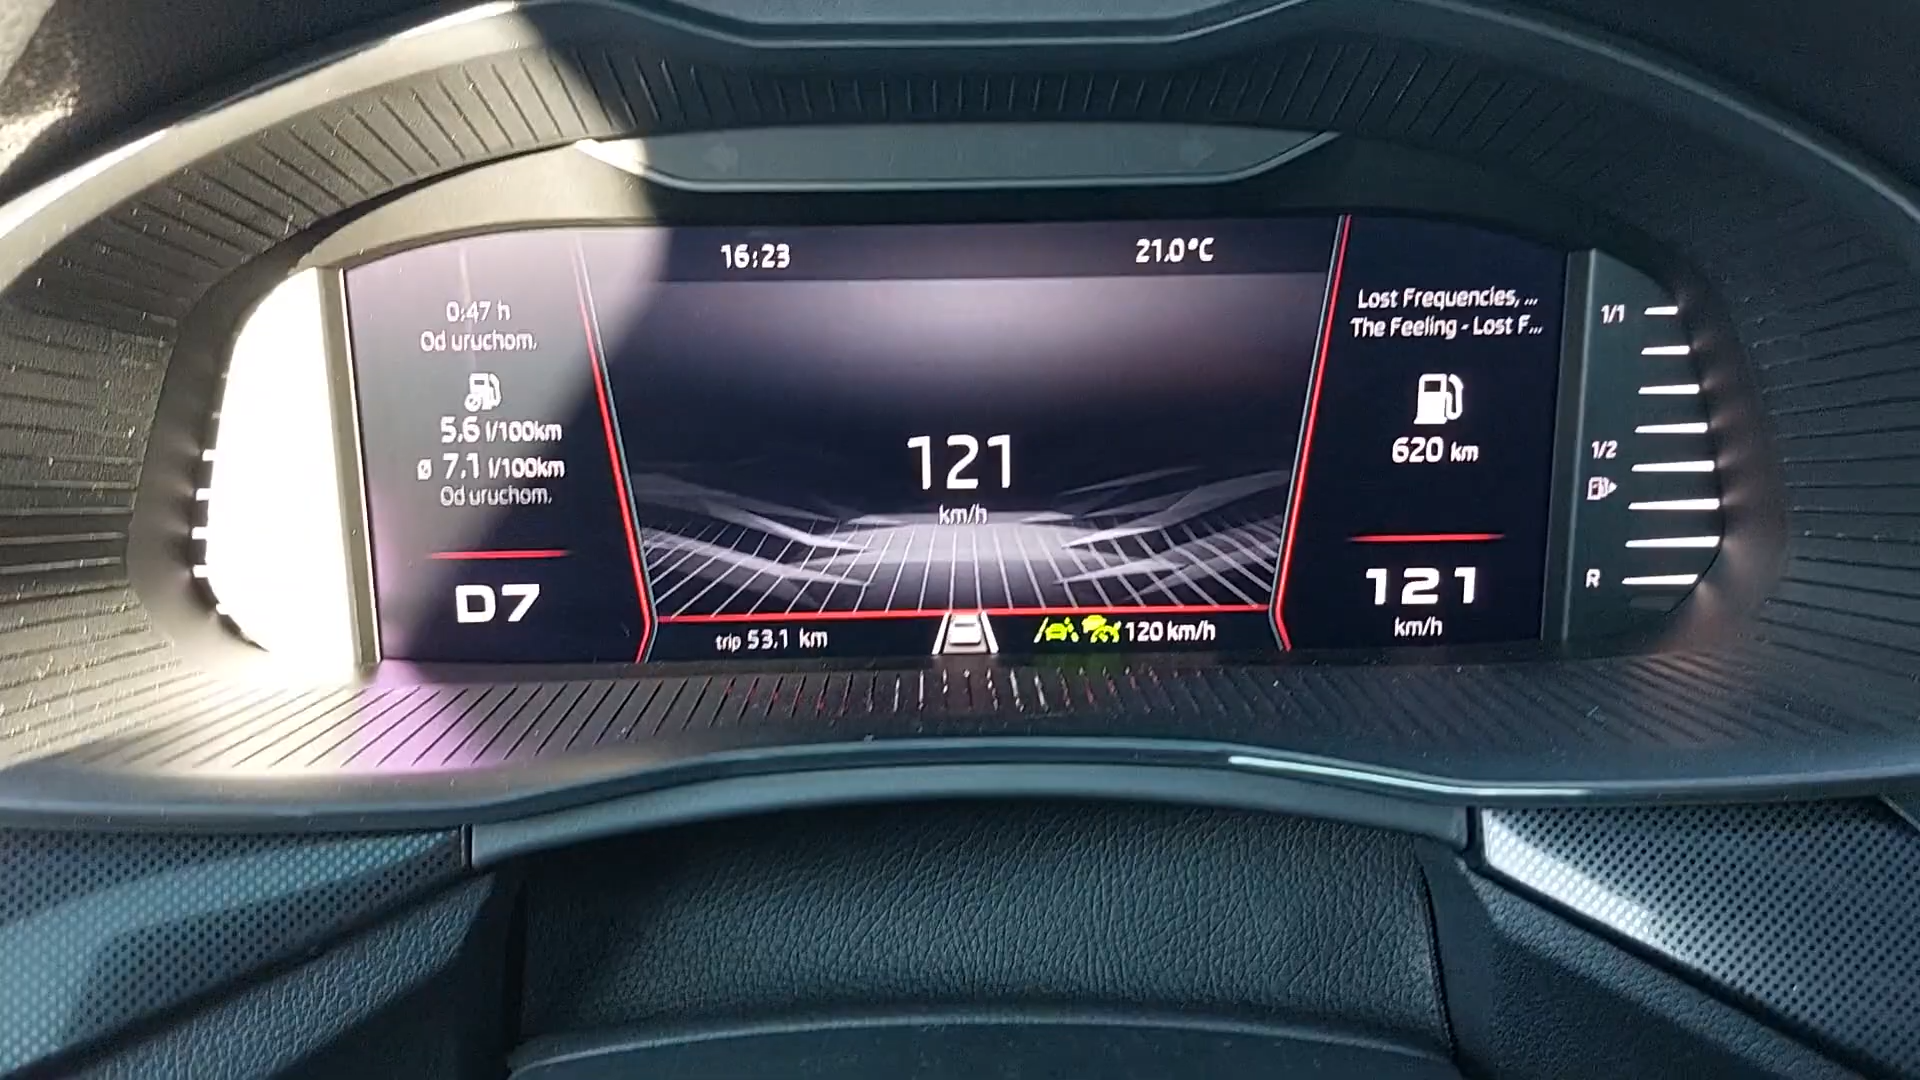 16:23
21.0°C
0:47 h
Od uruchom.
5.6 l/100km
ø 7.1 l/100km
Od uruchom.
D7
121
km/h
trip 53.1 km
120 km/h
Lost Frequencies, ...
The Feeling - Lost F...
620 km
121
km/h
1/1
1/2
R